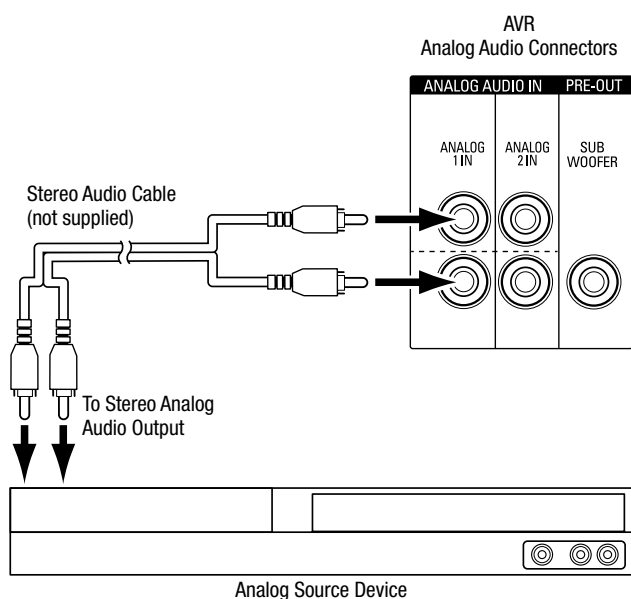 AVR
Analog Audio Connectors
ANALOG AUDIO IN
PRE-OUT
ANALOG
1 IN
ANALOG
2 IN
SUB
WOOFER
Stereo Audio Cable
(not supplied)
To Stereo Analog
Audio Output
Analog Source Device